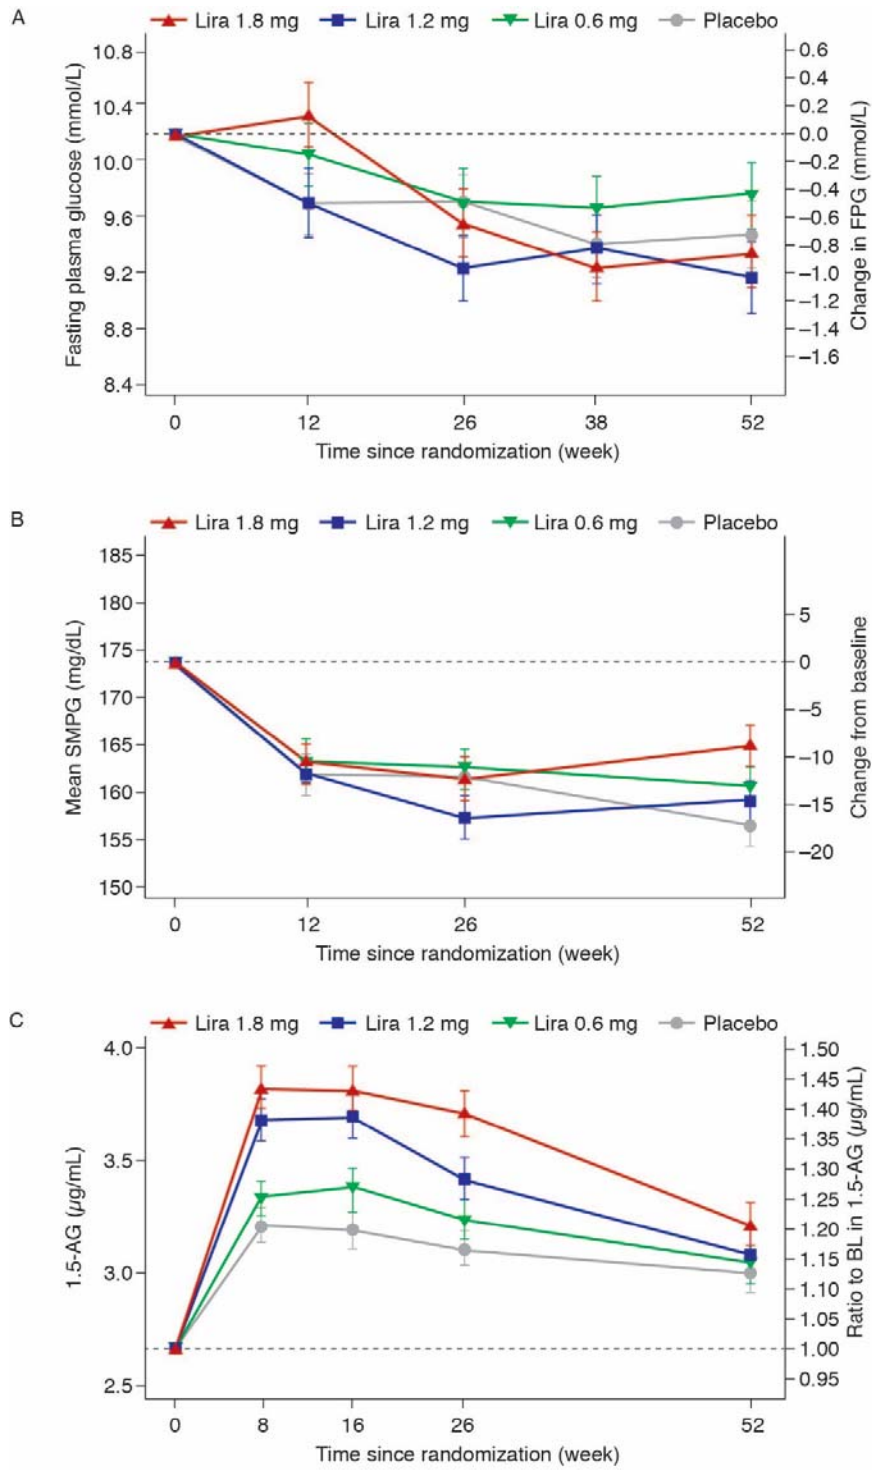 A
Lira 1.8 mg Lira 1.2 mg Lira 0.6 mg Placebo
Fasting plasma glucose (mmol/L)
10.8
10.4
10.0
9.6
9.2
8.8
8.4
0.6
0.4
0.2
0.0
−0.2
−0.4
−0.6
−0.8
−1.0
−1.2
−1.4
−1.6
Change in FPG (mmol/L)
0 12 26 38 52
Time since randomization (week)
B
Lira 1.8 mg Lira 1.2 mg Lira 0.6 mg Placebo
Mean SMPG (mg/dL)
185
180
175
170
165
160
155
150
5
0
−5
−10
−15
−20
Change from baseline
0 12 26 52
Time since randomization (week)
C
Lira 1.8 mg Lira 1.2 mg Lira 0.6 mg Placebo
1.5-AG (µg/mL)
4.0
3.5
3.0
2.5
1.50
1.45
1.40
1.35
1.30
1.25
1.20
1.15
1.10
1.05
1.00
0.95
Ratio to BL in 1.5-AG (µg/mL)
0 8 16 26 52
Time since randomization (week)